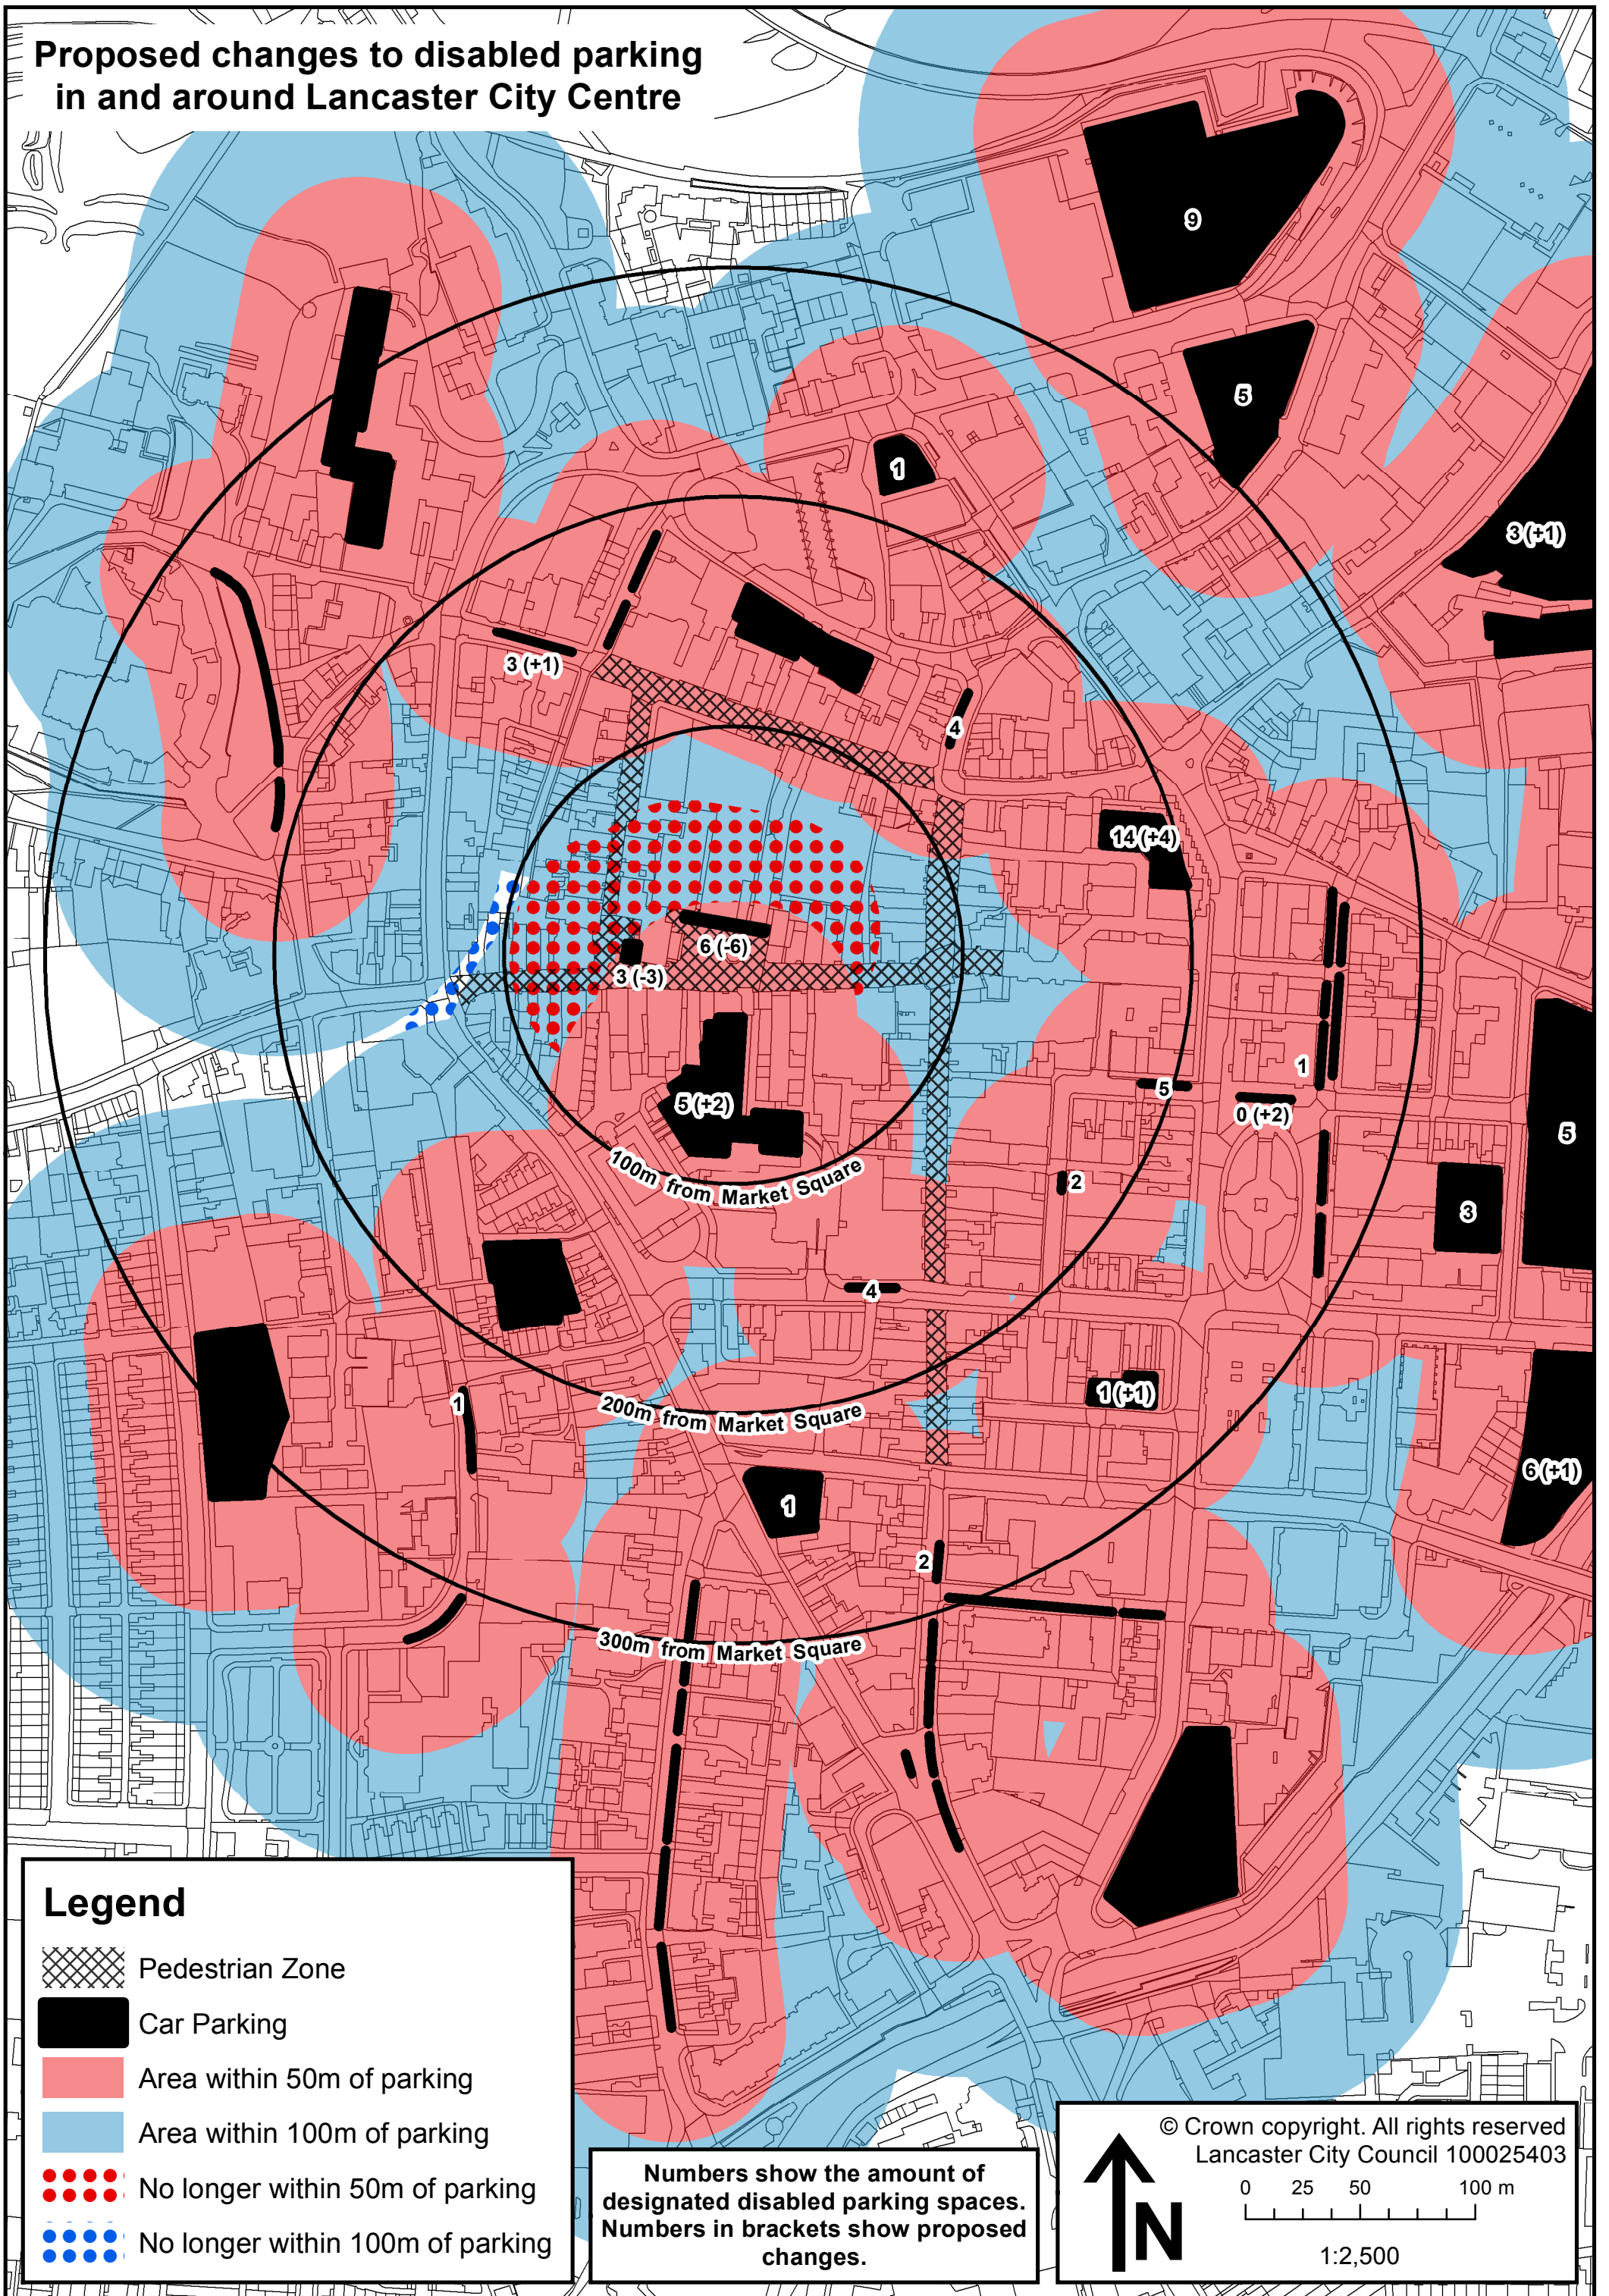 Proposed changes to disabled parking
in and around Lancaster City Centre
9
5
1
3 (+1)
3 (+1)
4
14 (+4)
6 (-6)
3 (-3)
1
5
5 (+2)
0 (+2)
5
100m from Market Square
2
3
4
1 (+1)
1
200m from Market Square
6 (+1)
1
2
300m from Market Square
Legend
Pedestrian Zone
Car Parking
Area within 50m of parking
Area within 100m of parking
No longer within 50m of parking
No longer within 100m of parking
Numbers show the amount of
designated disabled parking spaces.
Numbers in brackets show proposed
changes.
© Crown copyright. All rights reserved
Lancaster City Council 100025403
0 25 50 100 m
N
1:2,500